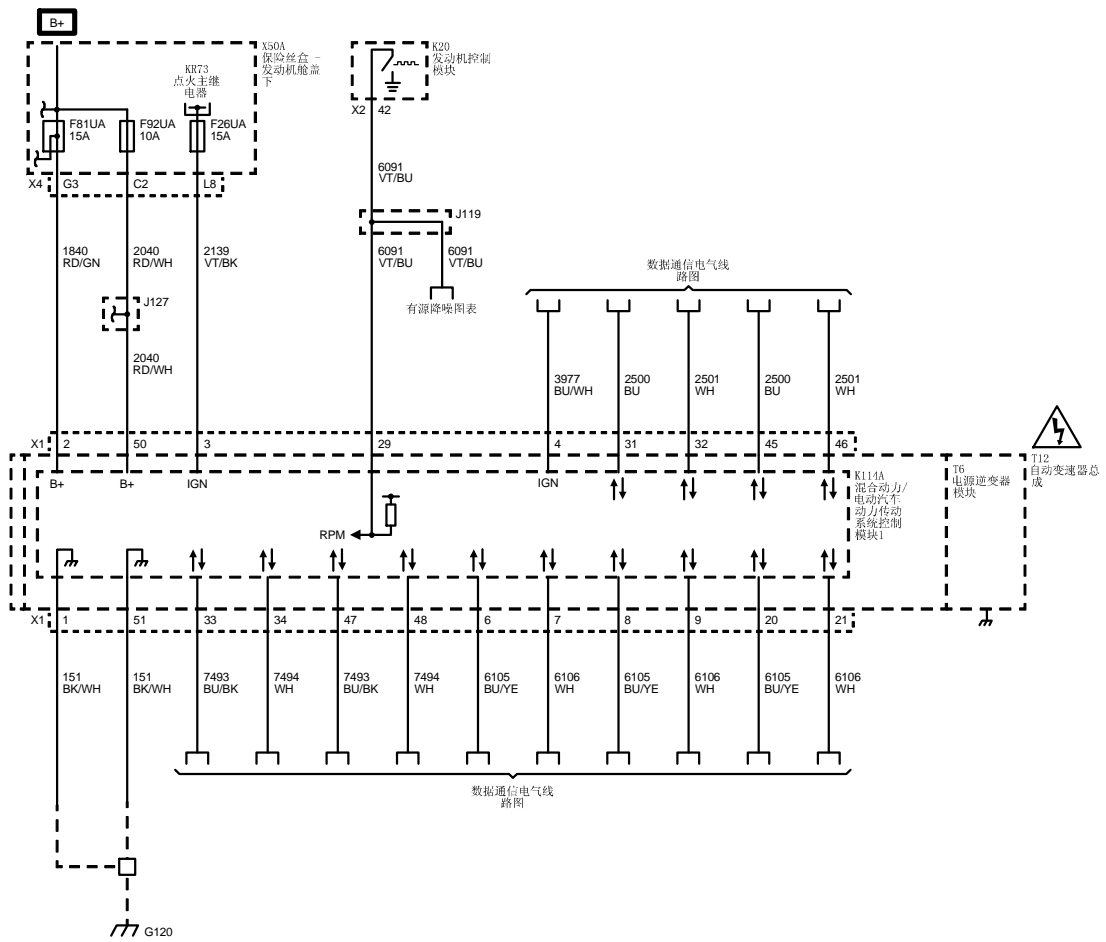 B+
X50A
保险丝盒 -
发动机舱盖
下
K20
发动机控制
模块
KR73
点火主继
电器
F81UA
15A
F92UA
10A
F26UA
15A
X2 42
X4 G3 C2 L8
6091
VT/BU
J119
1840
RD/GN
2040
RD/WH
2139
VT/BK
6091
VT/BU
6091
VT/BU
数据通信电气线
路图
J127
有源降噪图表
2040
RD/WH
3977
BU/WH
2500
BU
2501
WH
2500
BU
2501
WH
X1 2 50 3 29 4 31 32 45 46
B+ B+ IGN IGN
K114A
混合动力/
电动汽车
动力传动
系统控制
模块1
T6
电源逆变器
模块
T12
自动变速器总
成
RPM
X1 1 51 33 34 47 48 6 7 8 9 20 21
151
BK/WH
151
BK/WH
7493
BU/BK
7494
WH
7493
BU/BK
7494
WH
6105
BU/YE
6106
WH
6105
BU/YE
6106
WH
6105
BU/YE
6106
WH
数据通信电气线
路图
G120